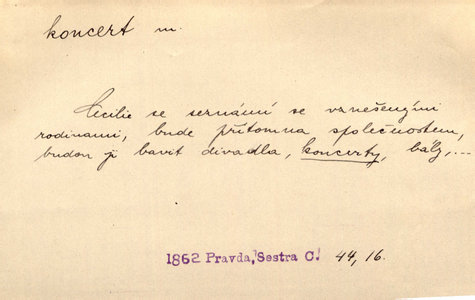 koncert m.
Cecilie se seznámí se vznešenými
rodinami, bude přítomna společnostem,
budou ji bavit divadla, koncerty, bály,...
1862 Pravda, Sestra C. 44, 16.